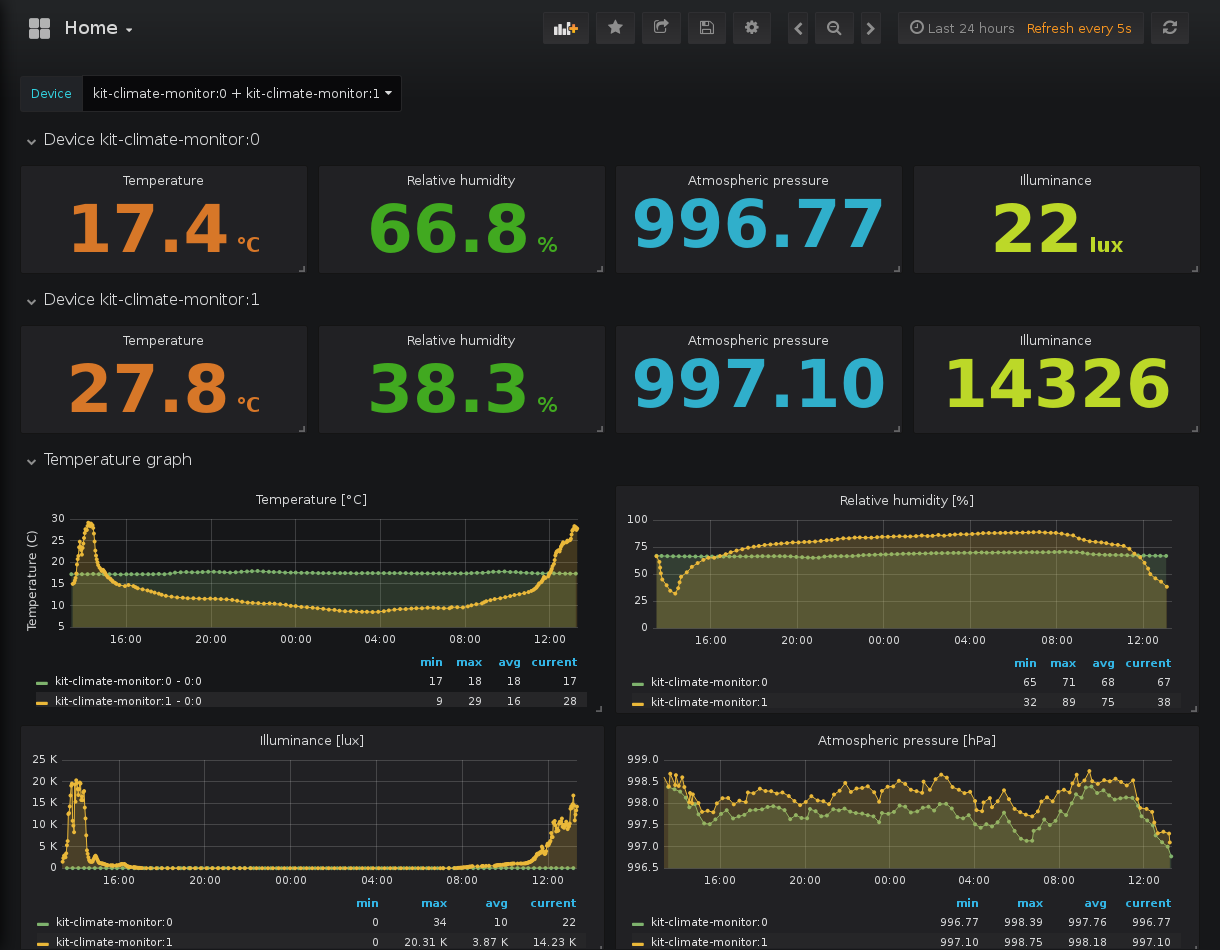 Home
Last 24 hours Refresh every 5s
Device kit-climate-monitor:0 + kit-climate-monitor:1
Device kit-climate-monitor:0
Temperature Relative humidity Atmospheric pressure Illuminance
17.4 °C 66.8 % 996.77 22 lux
Device kit-climate-monitor:1
Temperature Relative humidity Atmospheric pressure Illuminance
27.8 °C 38.3 % 997.10 14326
Temperature graph
Temperature [°C]
Temperature (C)
30
25
20
15
10
5
16:00 20:00 00:00 04:00 08:00 12:00
min max avg current
kit-climate-monitor:0 - 0:0 17 18 18 17
kit-climate-monitor:1 - 0:0 9 29 16 28
Relative humidity [%]
100
75
50
25
0
16:00 20:00 00:00 04:00 08:00 12:00
min max avg current
kit-climate-monitor:0 65 71 68 67
kit-climate-monitor:1 32 89 75 38
Illuminance [lux]
25 K
20 K
15 K
10 K
5 K
0
16:00 20:00 00:00 04:00 08:00 12:00
min max avg current
kit-climate-monitor:0 0 34 10 22
kit-climate-monitor:1 0 20.31 K 3.87 K 14.23 K
Atmospheric pressure [hPa]
999.0
998.5
998.0
997.5
997.0
996.5
16:00 20:00 00:00 04:00 08:00 12:00
min max avg current
kit-climate-monitor:0 996.77 998.39 997.76 996.77
kit-climate-monitor:1 997.10 998.75 998.18 997.10